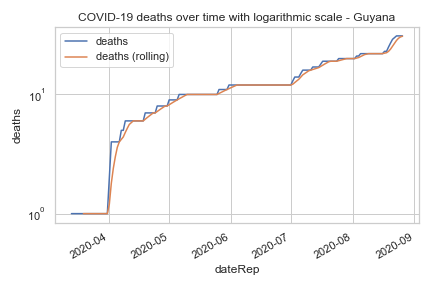 COVID-19 deaths over time with logarithmic scale - Guyana
deaths
deaths (rolling)
10¹
10⁰
deaths
2020-04
2020-05
2020-06
2020-07
2020-08
2020-09
dateRep